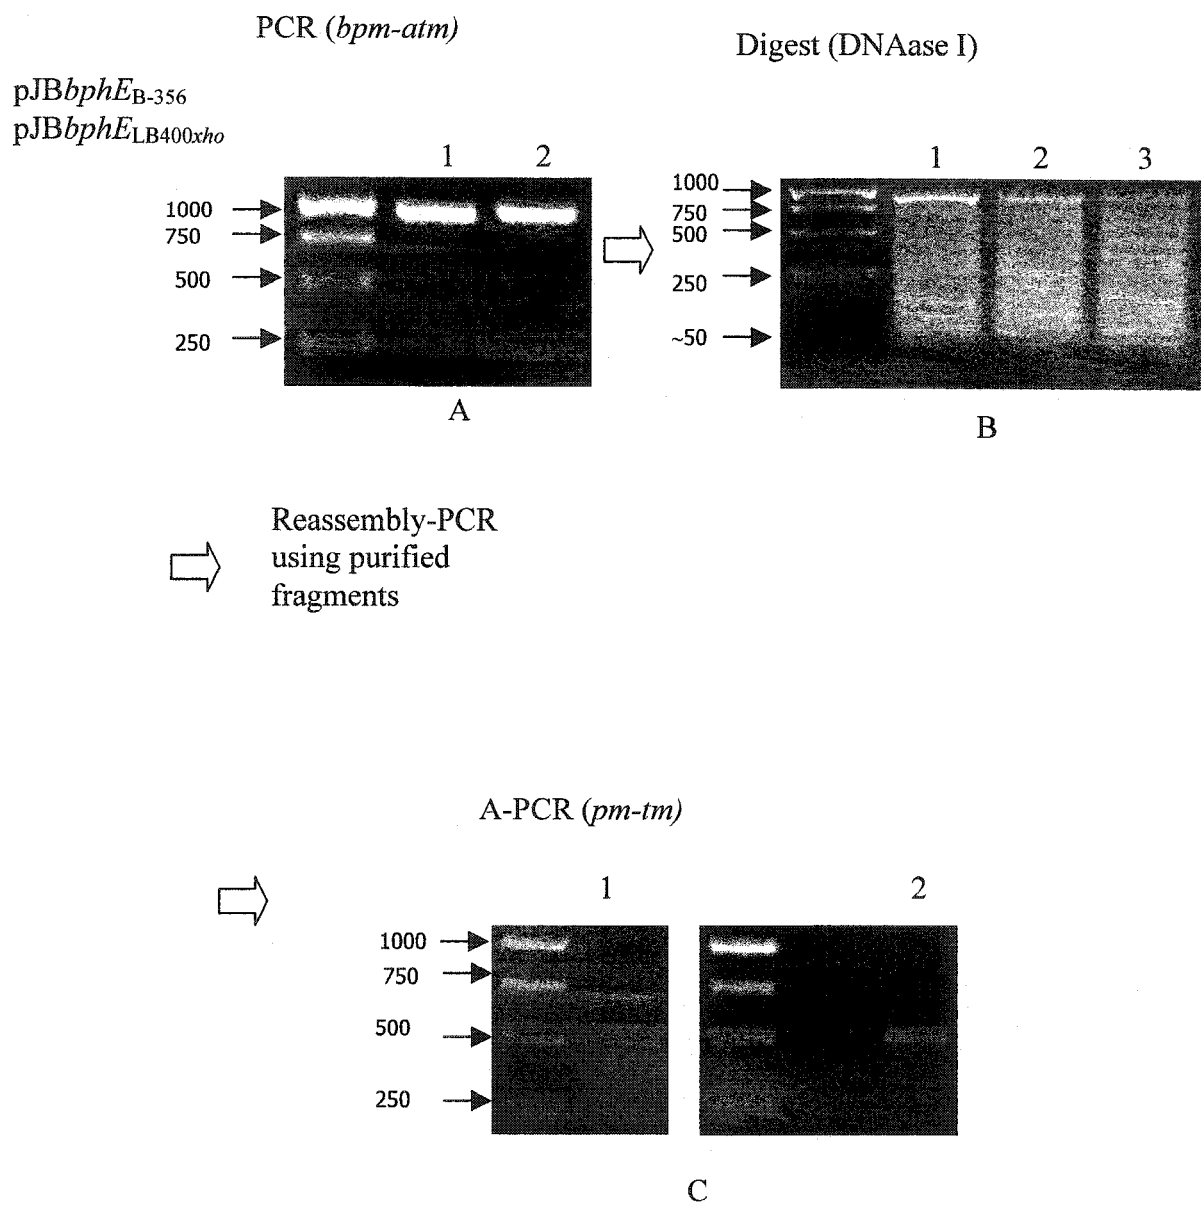 PCR (bpm-atm)
Digest (DNAase I)
pJBbphEB-356
pJBbphELB400xho
1 2
1000
750
500
250
A
1 2 3
1000
750
500
250
~50
B
Reassembly-PCR
using purified
fragments
A-PCR (pm-tm)
1 2
1000
750
500
250
C